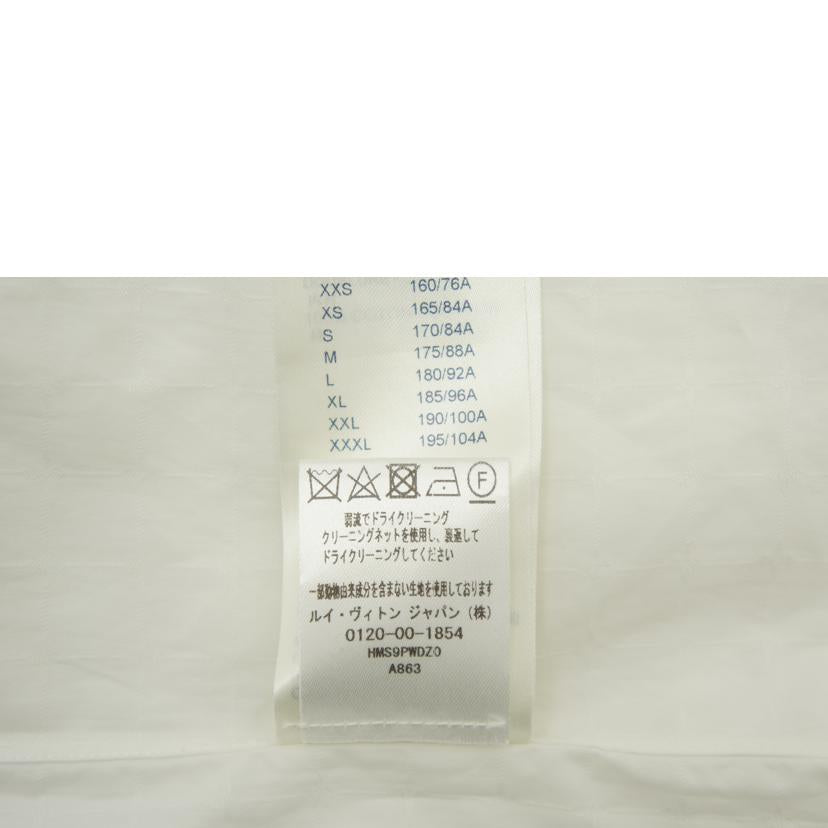 XXS 160/76A
XS 165/84A
S 170/84A
M 175/88A
L 180/92A
XL 185/96A
XXL 190/100A
XXXL 195/104A
F
弱流でドライクリーニング
クリーニングネットを使用し、裏返して
ドライクリーニングしてください
一部動物由来成分を含まない生地を使用しております
ルイ・ヴィトン ジャパン（株）
0120-00-1854
HMS9PWDZ0
A863